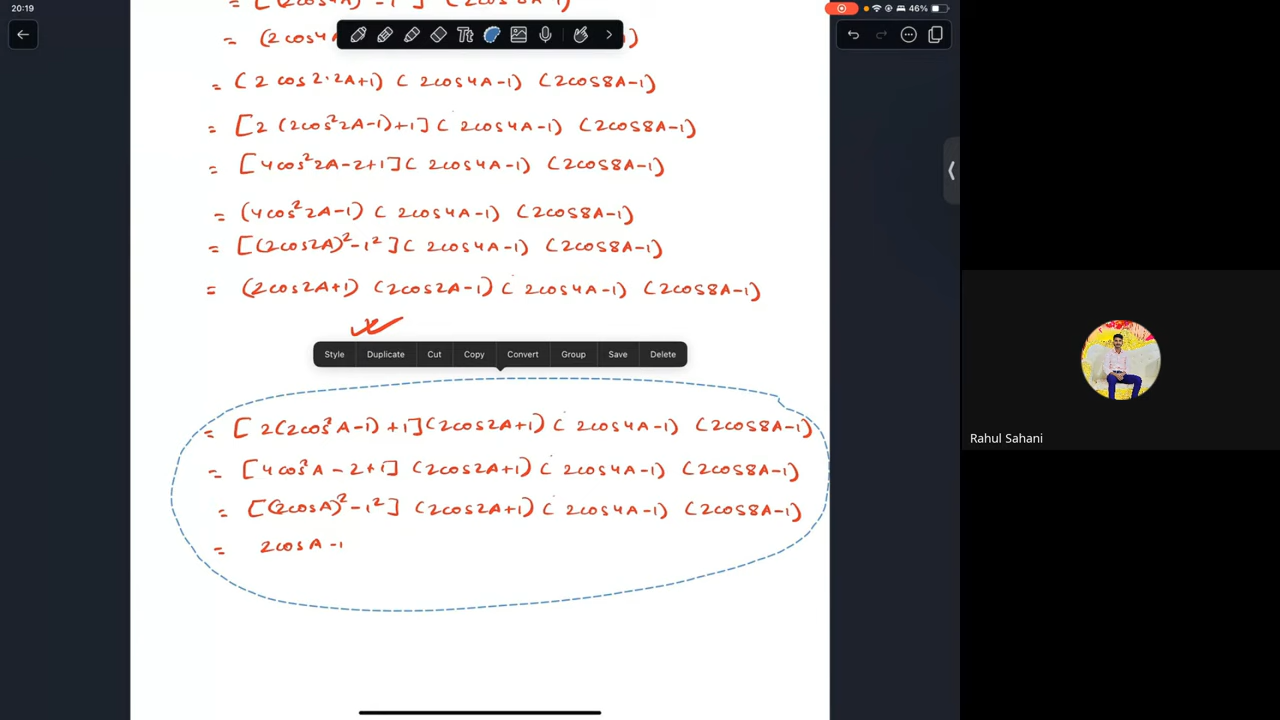 20:19
46%
= (2cos4A
Tt
= (2 cos2·2A+1) (2cos4A-1) (2cos8A-1)
= [2 (2cos²2A-1)+1] (2cos4A-1) (2cos8A-1)
= [4cos²2A-2+1] (2cos4A-1) (2cos8A-1)
= (4cos²2A-1) (2cos4A-1) (2cos8A-1)
= [(2cos2A)²-1²] (2cos4A-1) (2cos8A-1)
= (2cos2A+1) (2cos2A-1) (2cos4A-1) (2cos8A-1)
Style Duplicate Cut Copy Convert Group Save Delete
= [2(2cos²A-1)+1] (2cos2A+1) (2cos4A-1) (2cos8A-1)
= [4cos²A-2+1] (2cos2A+1) (2cos4A-1) (2cos8A-1)
= [(2cosA)²-1²] (2cos2A+1) (2cos4A-1) (2cos8A-1)
= 2cosA-1
Rahul Sahani